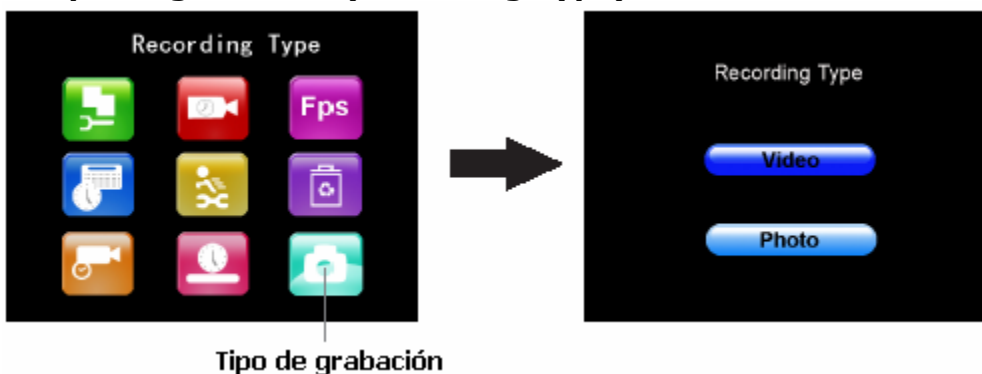 Recording Type
Fps
Tipo de grabación
Recording Type
Video
Photo